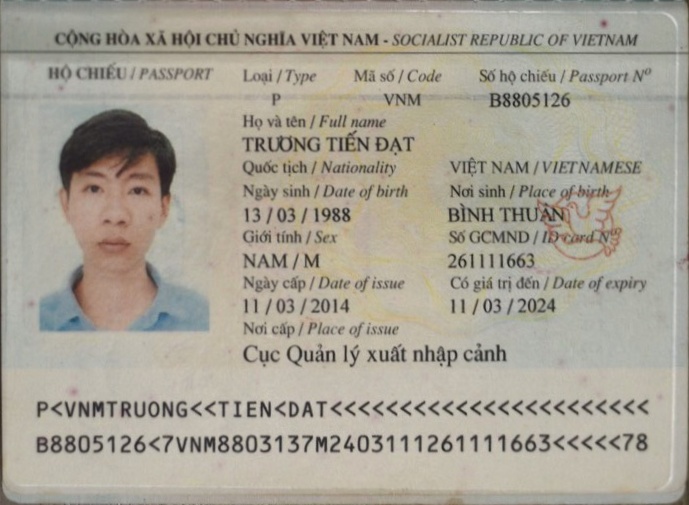 CỘNG HÒA XÃ HỘI CHỦ NGHĨA VIỆT NAM - SOCIALIST REPUBLIC OF VIETNAM
HỘ CHIẾU / PASSPORT Loại / Type Mã số / Code Số hộ chiếu / Passport Nº
P VNM B8805126
Họ và tên / Full name
TRƯƠNG TIẾN ĐẠT
Quốc tịch / Nationality VIỆT NAM / VIETNAMESE
Ngày sinh / Date of birth Nơi sinh / Place of birth
13 / 03 / 1988 BÌNH THUẬN
Giới tính / Sex Số GCMND / ID card Nº
NAM / M 261111663
Ngày cấp / Date of issue Có giá trị đến / Date of expiry
11 / 03 / 2014 11 / 03 / 2024
Nơi cấp / Place of issue
Cục Quản lý xuất nhập cảnh
P<VNMTRUONG<<TIEN<DAT<<<<<<<<<<<<<<<<<<<<<<<
B8805126<7VNM8803137M2403111261111663<<<<<78